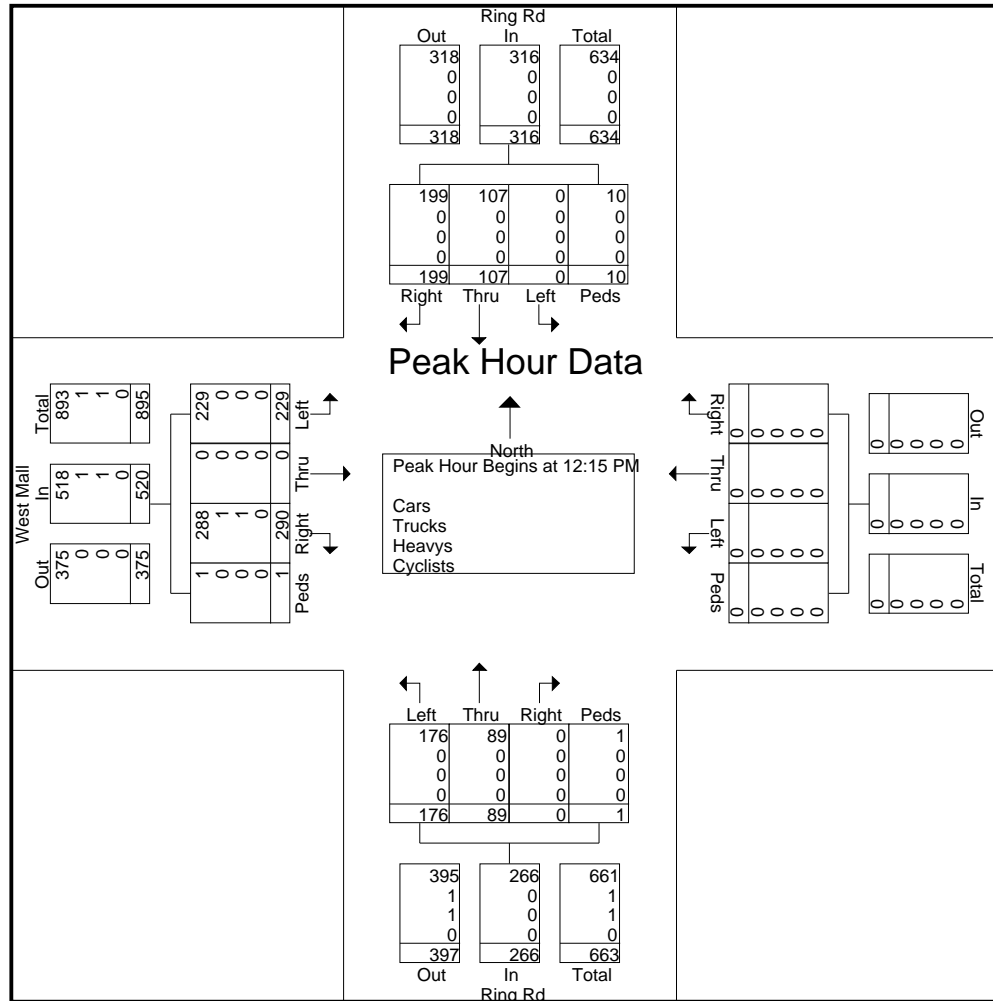 Ring Rd
Out In Total
318 316 634
0 0 0
0 0 0
0 0 0
318 316 634
199 107 0 10
0 0 0 0
0 0 0 0
0 0 0 0
199 107 0 10
Right Thru Left Peds
Peak Hour Data
North
Peak Hour Begins at 12:15 PM
Cars
Trucks
Heavys
Cyclists
West Mall
Total
893 1 1 0 895
In
518 1 1 0 520
Out
375 0 0 0 375
229 0 0 0 229
Left
0 0 0 0 0
Thru
288 1 1 0 290
Right
1 0 0 0 1
Peds
Right
0 0 0 0 0
Thru
0 0 0 0 0
Left
0 0 0 0 0
Peds
0 0 0 0 0
Out
0 0 0 0 0
In
0 0 0 0 0
Total
0 0 0 0 0
Left Thru Right Peds
176 89 0 1
0 0 0 0
0 0 0 0
0 0 0 0
176 89 0 1
395 266 661
1 0 1
1 0 1
0 0 0
397 266 663
Out In Total
Ring Rd